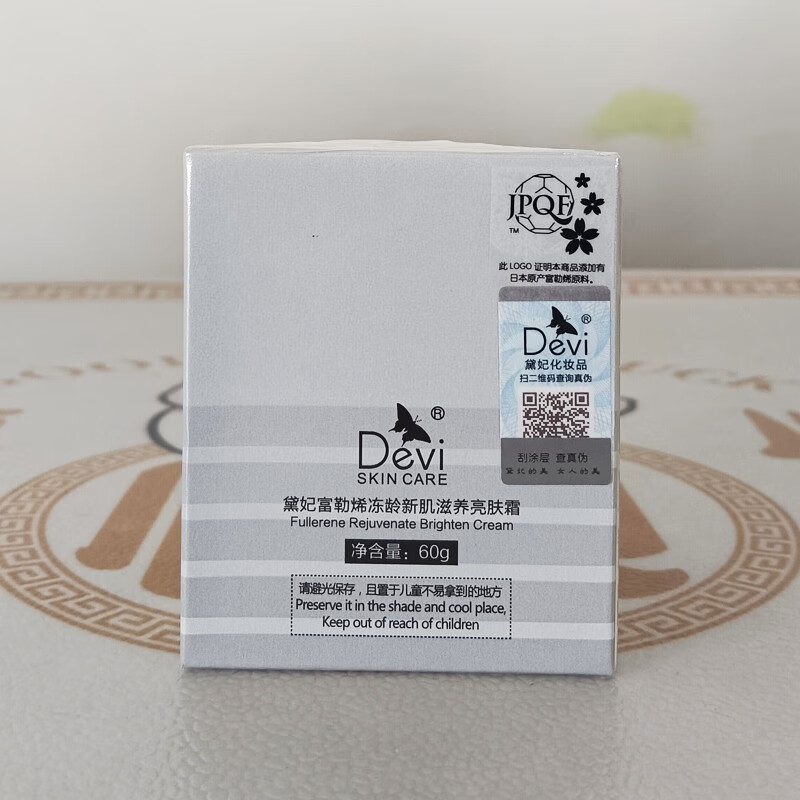 JPQF
TM
此 LOGO 证明本商品添加有
日本原产富勒烯原料。
Devi®
黛妃化妆品
扫二维码查询真伪
刮涂层 查真伪
黛妃的美 女人的美
Devi®
SKIN CARE
黛妃富勒烯冻龄新肌滋养亮肤霜
Fullerene Rejuvenate Brighten Cream
净含量：60g
请避光保存，且置于儿童不易拿到的地方
Preserve it in the shade and cool place,
Keep out of reach of children